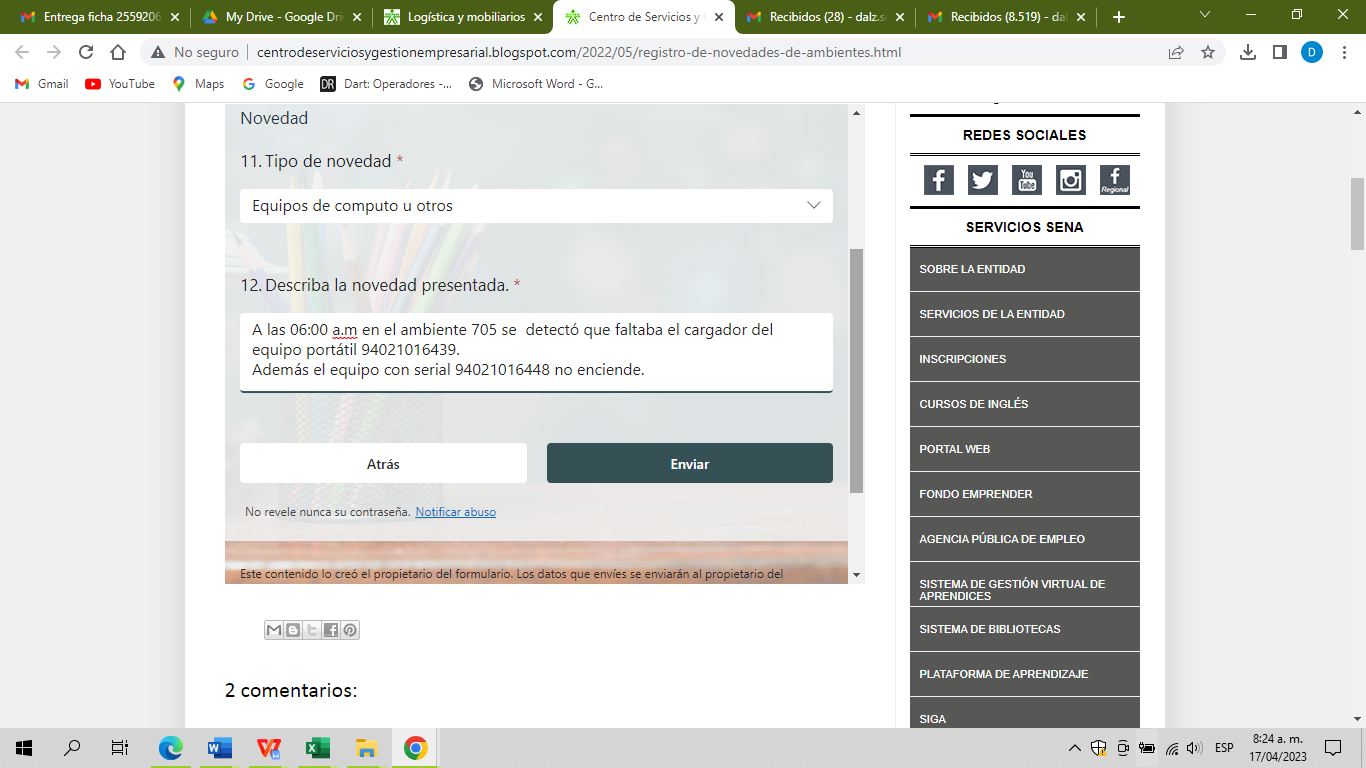 Entrega ficha 2559206
My Drive - Google Dri
Logística y mobiliarios
Centro de Servicios y G
Recibidos (28) - dalz.s
Recibidos (8.519) - dal
No seguro
centrodeserviciosygestionempresarial.blogspot.com/2022/05/registro-de-novedades-de-ambientes.html
D
Gmail
YouTube
Maps
Google
DR
Dart: Operadores -...
Microsoft Word - G...
Novedad
11. Tipo de novedad *
Equipos de computo u otros
12. Describa la novedad presentada. *
A las 06:00 a.m en el ambiente 705 se detectó que faltaba el cargador del
equipo portátil 94021016439.
Además el equipo con serial 94021016448 no enciende.
Atrás
Enviar
No revele nunca su contraseña. Notificar abuso
Este contenido lo creó el propietario del formulario. Los datos que envíes se enviarán al propietario del
2 comentarios:
REDES SOCIALES
You
Tube
Regional
SERVICIOS SENA
SOBRE LA ENTIDAD
SERVICIOS DE LA ENTIDAD
INSCRIPCIONES
CURSOS DE INGLÉS
PORTAL WEB
FONDO EMPRENDER
AGENCIA PÚBLICA DE EMPLEO
SISTEMA DE GESTIÓN VIRTUAL DE
APRENDICES
SISTEMA DE BIBLIOTECAS
PLATAFORMA DE APRENDIZAJE
SIGA
ESP
8:24 a. m.
17/04/2023